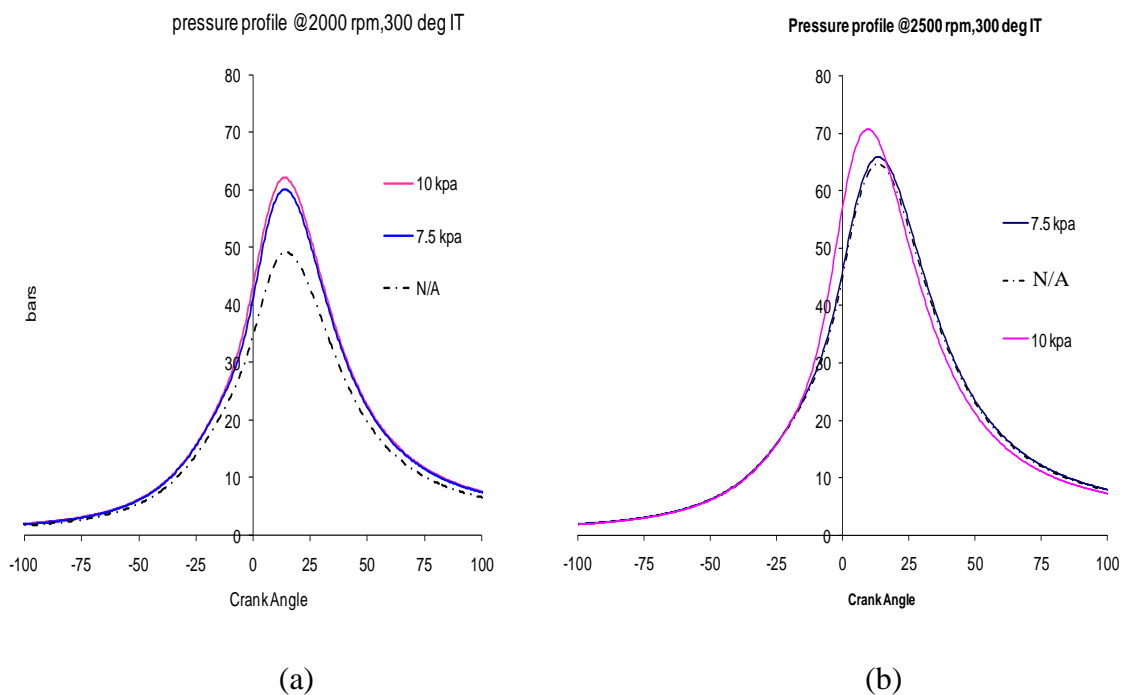 pressure profile @2000 rpm,300 deg IT
80
70
60
50
40
30
20
10
0
bars
10 kpa
7.5 kpa
N/A
-100 -75 -50 -25 0 25 50 75 100
Crank Angle
(a)
Pressure profile @2500 rpm,300 deg IT
80
70
60
50
40
30
20
10
0
7.5 kpa
N/A
10 kpa
-100 -75 -50 -25 0 25 50 75 100
Crank Angle
(b)